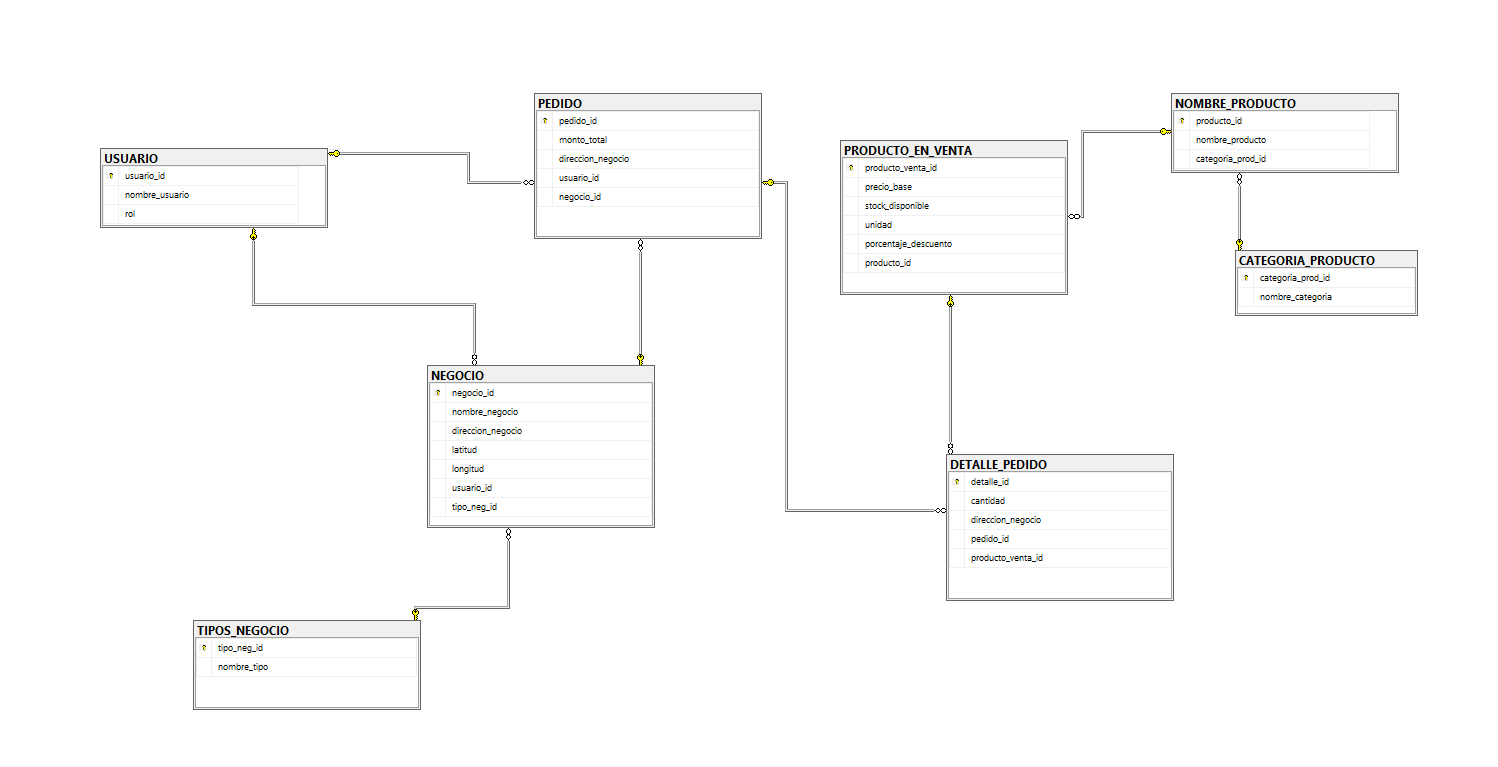 USUARIO
usuario_id
nombre_usuario
rol
PEDIDO
pedido_id
monto_total
direccion_negocio
usuario_id
negocio_id
PRODUCTO_EN_VENTA
producto_venta_id
precio_base
stock_disponible
unidad
porcentaje_descuento
producto_id
NOMBRE_PRODUCTO
producto_id
nombre_producto
categoria_prod_id
CATEGORIA_PRODUCTO
categoria_prod_id
nombre_categoria
NEGOCIO
negocio_id
nombre_negocio
direccion_negocio
latitud
longitud
usuario_id
tipo_neg_id
DETALLE_PEDIDO
detalle_id
cantidad
direccion_negocio
pedido_id
producto_venta_id
TIPOS_NEGOCIO
tipo_neg_id
nombre_tipo